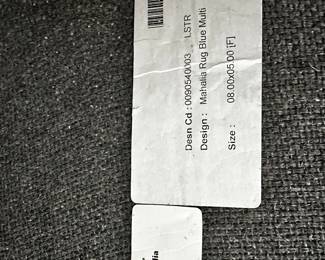 Desn Cd : 0090540003 . LSTR
Design : Mahalia Rug Blue Multi
Size : 08.00x05.00 [F]